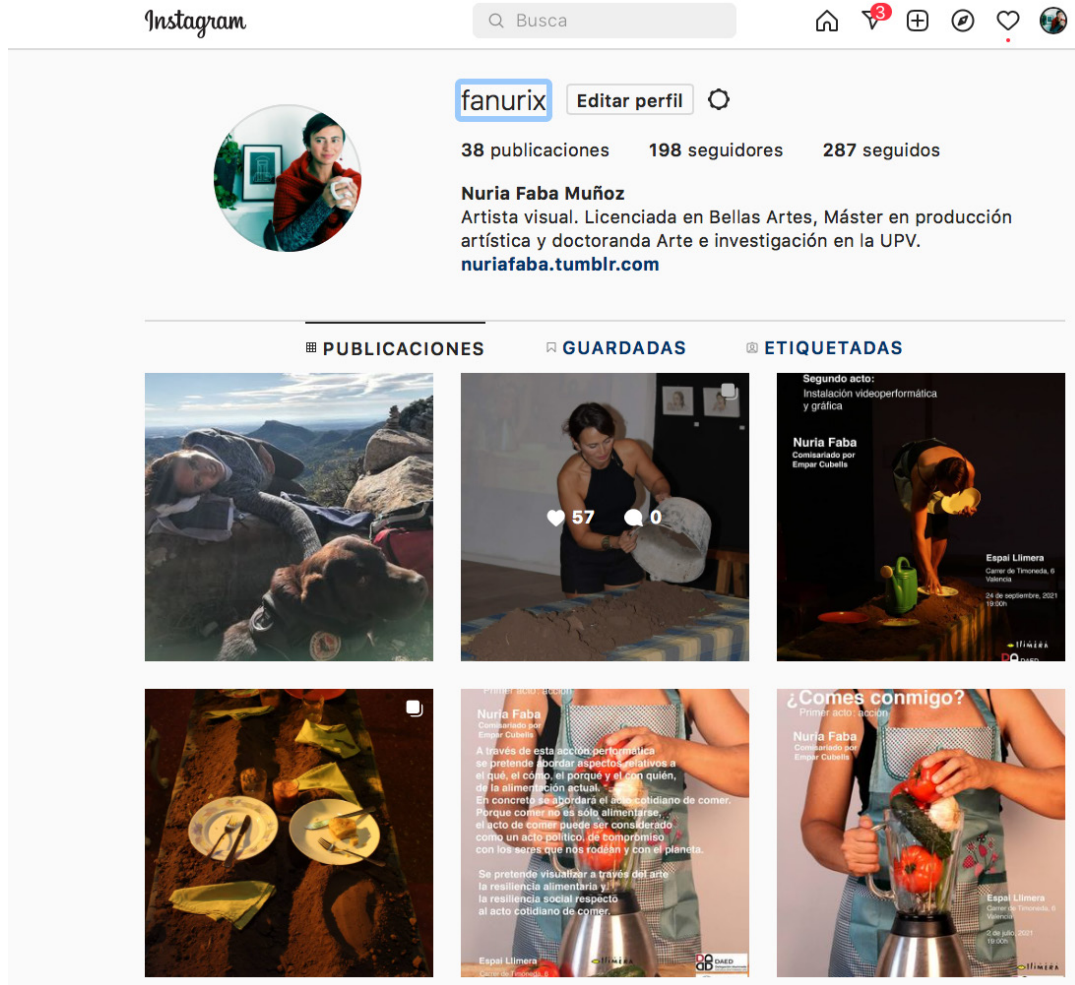 Instagram
Busca
3
fanurix
Editar perfil
38 publicaciones 198 seguidores 287 seguidos
Nuria Faba Muñoz
Artista visual. Licenciada en Bellas Artes, Máster en producción
artística y doctoranda Arte e investigación en la UPV.
nuriafaba.tumblr.com
PUBLICACIONES GUARDADAS ETIQUETADAS
57 0
Segundo acto:
Instalación videoperformática
y gráfica
Nuria Faba
Comisariado por
Empar Cubells
Espai Llimera
Carrer de Timoneda, 6
Valencia
24 de septiembre, 2021
19:00h
llimera
DAED
Primer acto: acción
Nuria Faba
Comisariado por
Empar Cubells
A través de esta acción performática
se pretende abordar aspectos relativos a
el qué, el cómo, el porqué y el con quién,
de la alimentación actual.
En concreto se abordará el acto cotidiano de comer.
Porque comer no es sólo alimentarse,
el acto de comer puede ser considerado
como un acto político, de compromiso
con los seres que nos rodean y con el planeta.
Se pretende visualizar a través del arte
la resiliencia alimentaria y
la resiliencia social respecto
al acto cotidiano de comer.
Espai Llimera
Carrer de Timoneda, 6
llimera
DAED
¿Comes conmigo?
Primer acto: acción
Nuria Faba
Comisariado por
Empar Cubells
Espai Llimera
Carrer de Timoneda, 6
Valencia
2 de julio, 2021
19:00h
llimera